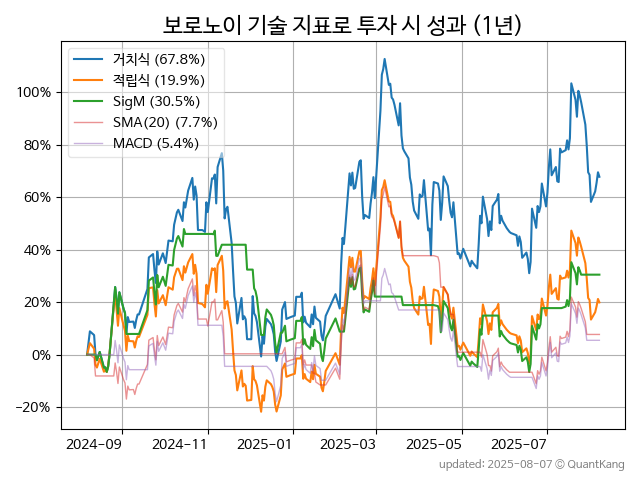 보로노이 기술 지표로 투자 시 성과 (1년)
거치식 (67.8%)
적립식 (19.9%)
SigM (30.5%)
SMA(20) (7.7%)
MACD (5.4%)
100%
80%
60%
40%
20%
0%
−20%
2024-09 2024-11 2025-01 2025-03 2025-05 2025-07
updated: 2025-08-07 © QuantKang